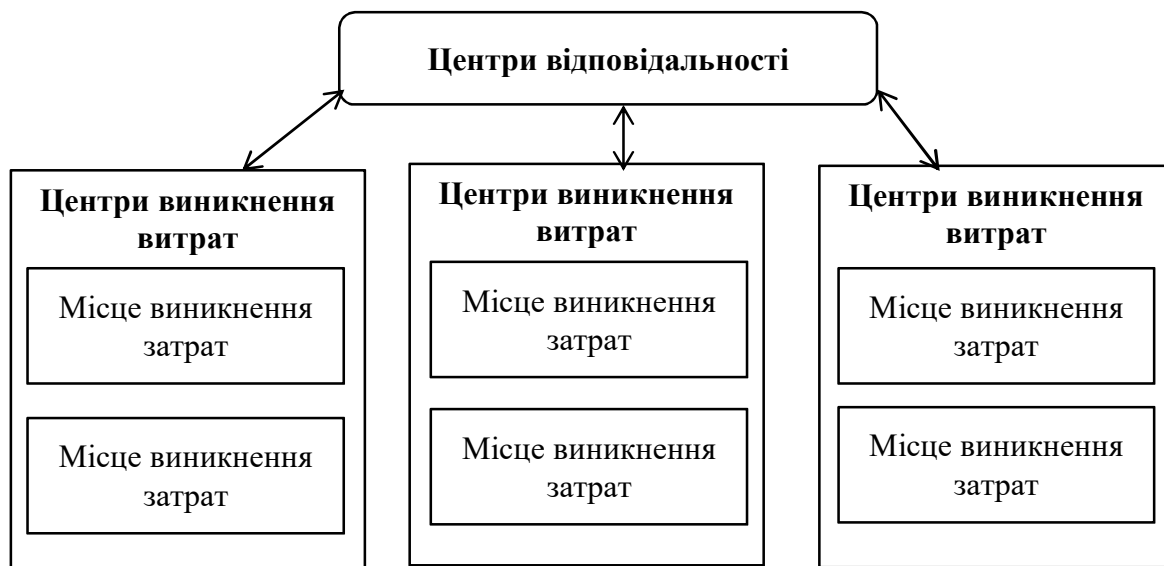 Центри відповідальності
Центри виникнення
витрат
Місце виникнення
затрат
Місце виникнення
затрат
Центри виникнення
витрат
Місце виникнення
затрат
Місце виникнення
затрат
Центри виникнення
витрат
Місце виникнення
затрат
Місце виникнення
затрат